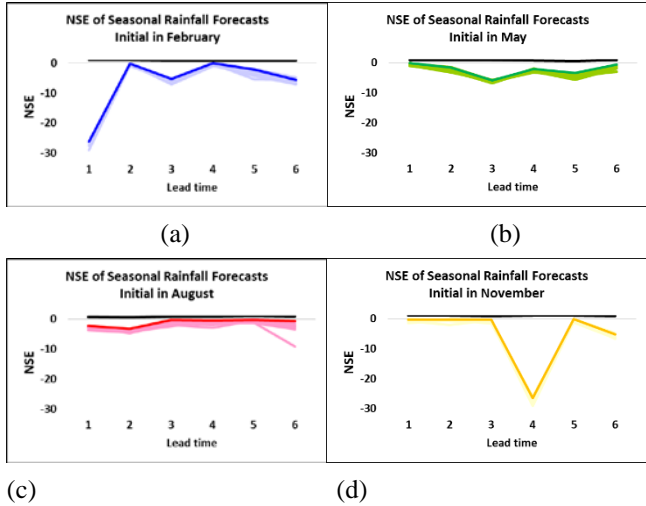 NSE of Seasonal Rainfall Forecasts
Initial in February
0
-10
-20
-30
NSE
1 2 3 4 5 6
Lead time
(a)
NSE of Seasonal Rainfall Forecasts
Initial in May
0
-10
-20
-30
NSE
1 2 3 4 5 6
Lead time
(b)
NSE of Seasonal Rainfall Forecasts
Initial in August
0
-10
-20
-30
NSE
1 2 3 4 5 6
Lead time
(c)
NSE of Seasonal Rainfall Forecasts
Initial in November
0
-10
-20
-30
NSE
1 2 3 4 5 6
Lead time
(d)